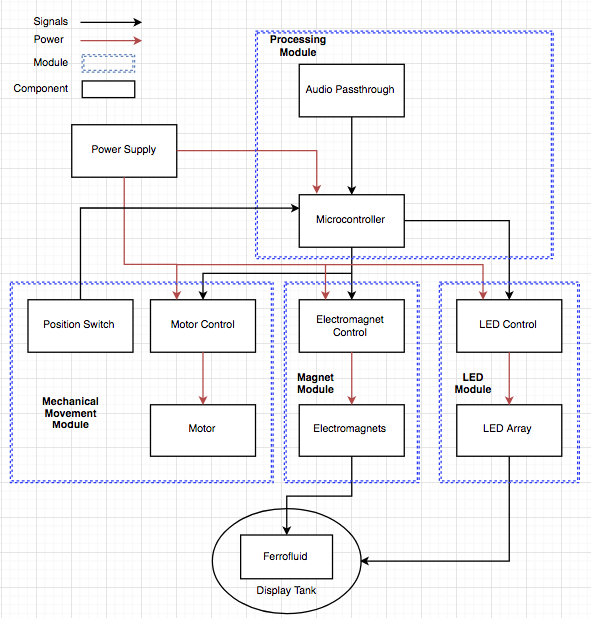 Signals
Power
Module
Component
Processing
Module
Audio Passthrough
Power Supply
Microcontroller
Position Switch
Motor Control
Electromagnet
Control
LED Control
Mechanical
Movement
Module
Magnet
Module
LED
Module
Motor
Electromagnets
LED Array
Ferrofluid
Display Tank